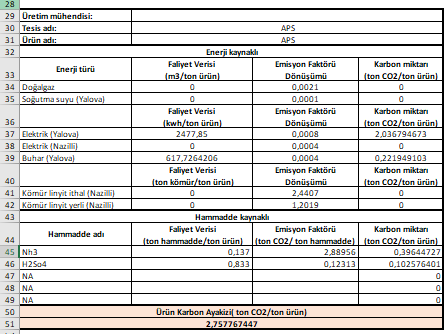 28
29 Üretim mühendisi:
30 Tesis adı: APS
31 Ürün adı: APS
32 Enerji kaynaklı
33 Enerji türü Faliyet Verisi (m3/ton ürün) Emisyon Faktörü Dönüşümü Karbon miktarı (ton CO2/ton ürün)
34 Doğalgaz 0 0,0021 0
35 Soğutma suyu (Yalova) 0 0,0001 0
36 Faliyet Verisi (kwh/ton ürün) Emisyon Faktörü Dönüşümü Karbon miktarı (ton CO2/ton ürün)
37 Elektrik (Yalova) 2477,85 0,0008 2,036794673
38 Elektrik (Nazilli) 0 0,0004 0
39 Buhar (Yalova) 617,7264206 0,0004 0,221949103
40 Faliyet Verisi (ton kömür/ton ürün) Emisyon Faktörü Dönüşümü Karbon miktarı (ton CO2/ton ürün)
41 Kömür linyit ithal (Nazilli) 0 2,4407 0
42 Kömür linyit yerli (Nazilli) 0 1,2019 0
43 Hammadde kaynaklı
44 Hammadde adı Faliyet Verisi (ton hammadde/ton ürün) Emisyon Faktörü (ton CO2/ ton hammadde) Karbon miktarı (ton CO2/ton ürün)
45 Nh3 0,137 2,88956 0,39644727
46 H2So4 0,833 0,12313 0,102576401
47 NA 0
48 NA 0
49 NA 0
50 Ürün Karbon Ayakizi( ton CO2/ton ürün)
51 2,757767447